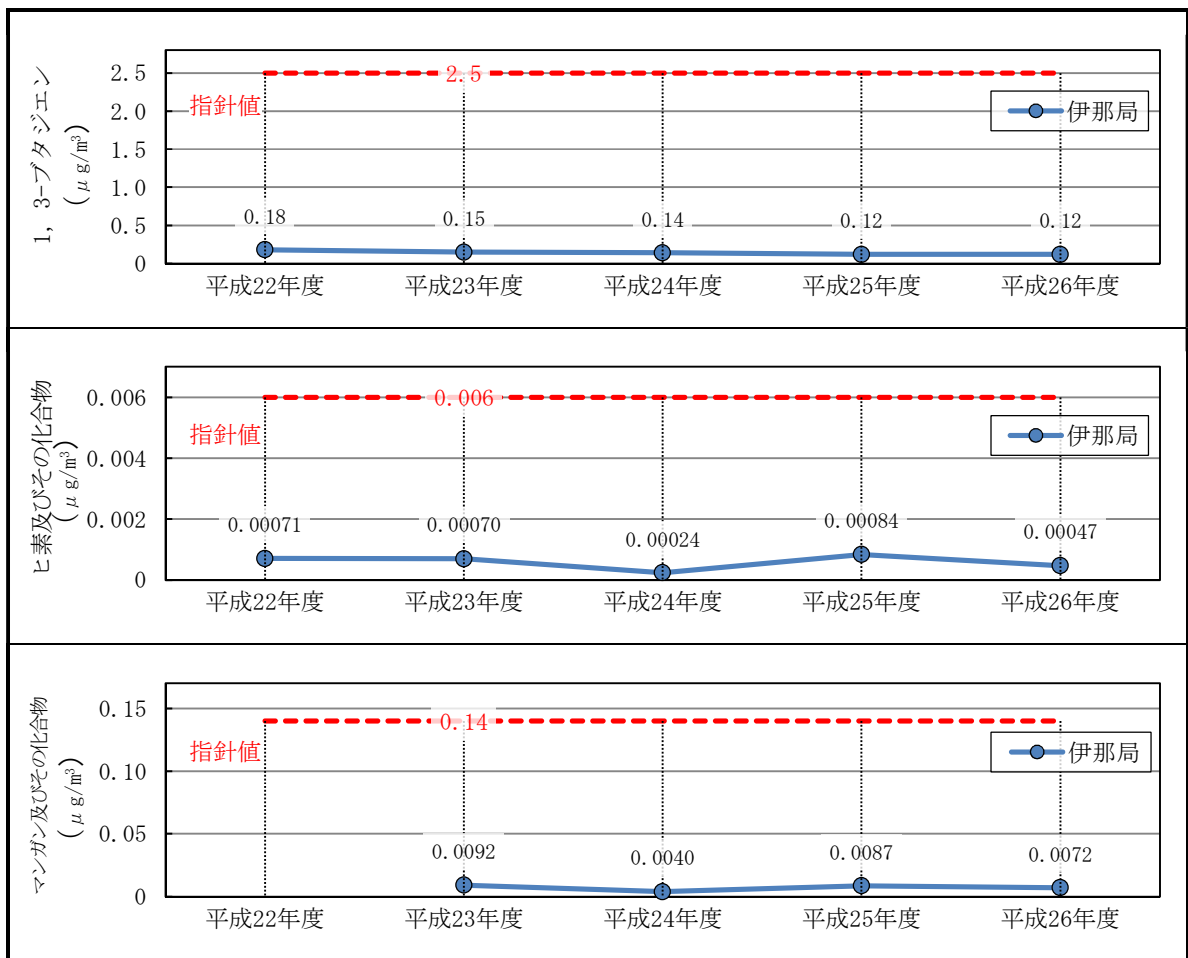 1，3-ブタジエン
(μg/m³)
2.5
2.0
1.5
1.0
0.5
0
2.5
指針値
伊那局
0.18
0.15
0.14
0.12
0.12
平成22年度
平成23年度
平成24年度
平成25年度
平成26年度
ヒ素及びその化合物
(μg/m³)
0.006
0.004
0.002
0
0.006
指針値
伊那局
0.00071
0.00070
0.00024
0.00084
0.00047
平成22年度
平成23年度
平成24年度
平成25年度
平成26年度
マンガン及びその化合物
(μg/m³)
0.15
0.10
0.05
0
0.14
指針値
伊那局
0.0092
0.0040
0.0087
0.0072
平成22年度
平成23年度
平成24年度
平成25年度
平成26年度